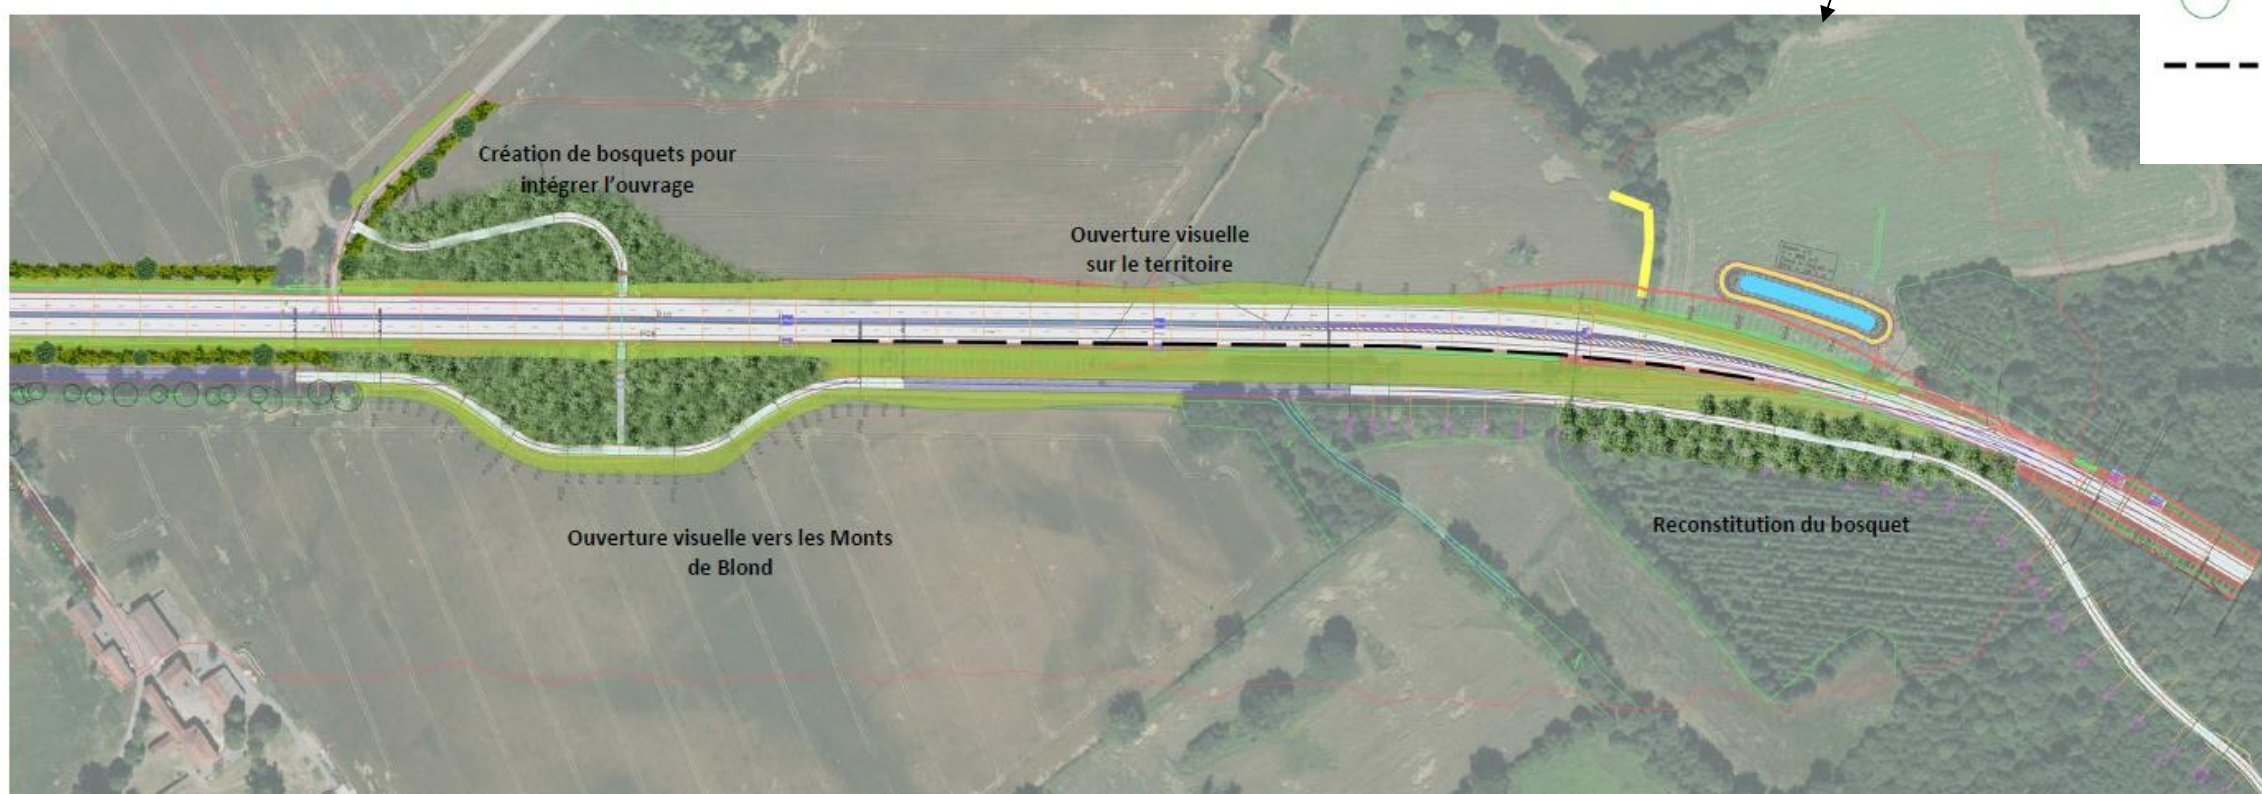 Création de bosquets pour
intégrer l'ouvrage
Ouverture visuelle
sur le territoire
Ouverture visuelle vers les Monts
de Blond
Reconstitution du bosquet